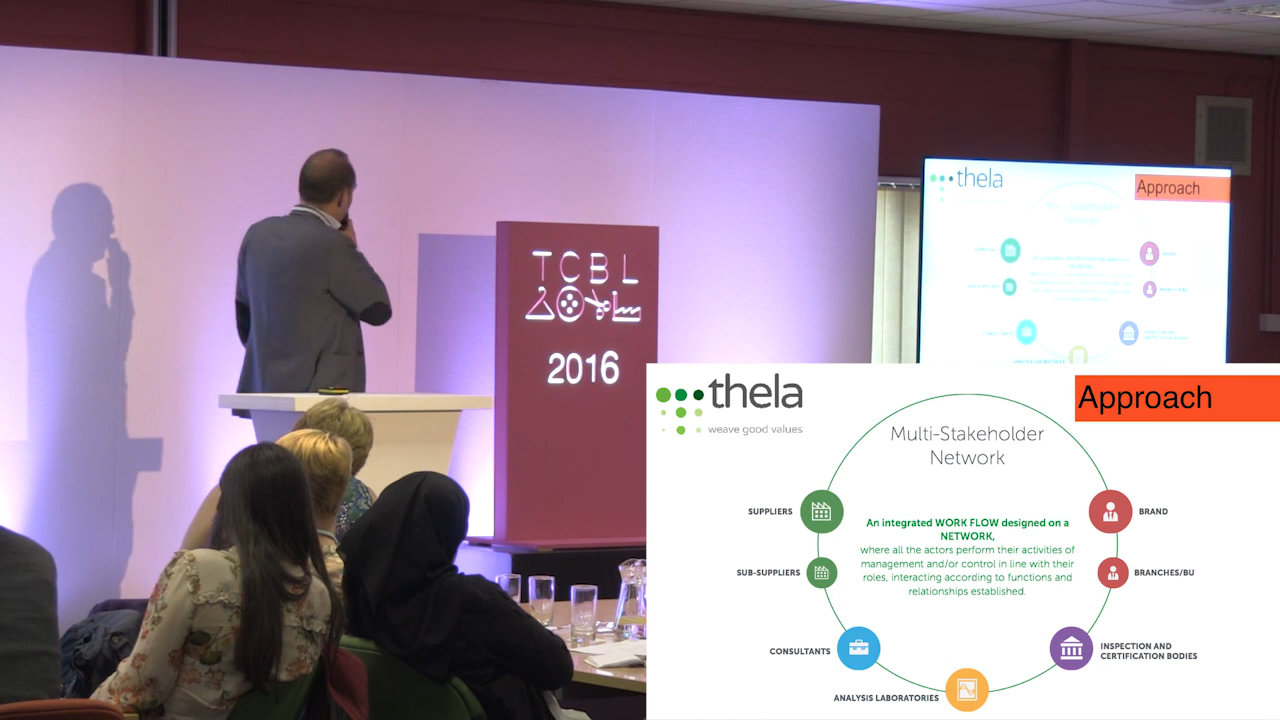 TCBL
2016
thela
Approach
thela
weave good values
Approach
Multi-Stakeholder
Network
SUPPLIERS
BRAND
An integrated WORK FLOW designed on a
NETWORK,
where all the actors perform their activities of
management and/or control in line with their
roles, interacting according to functions and
relationships established.
SUB-SUPPLIERS
BRANCHES/BU
CONSULTANTS
INSPECTION AND
CERTIFICATION BODIES
ANALYSIS LABORATORIES